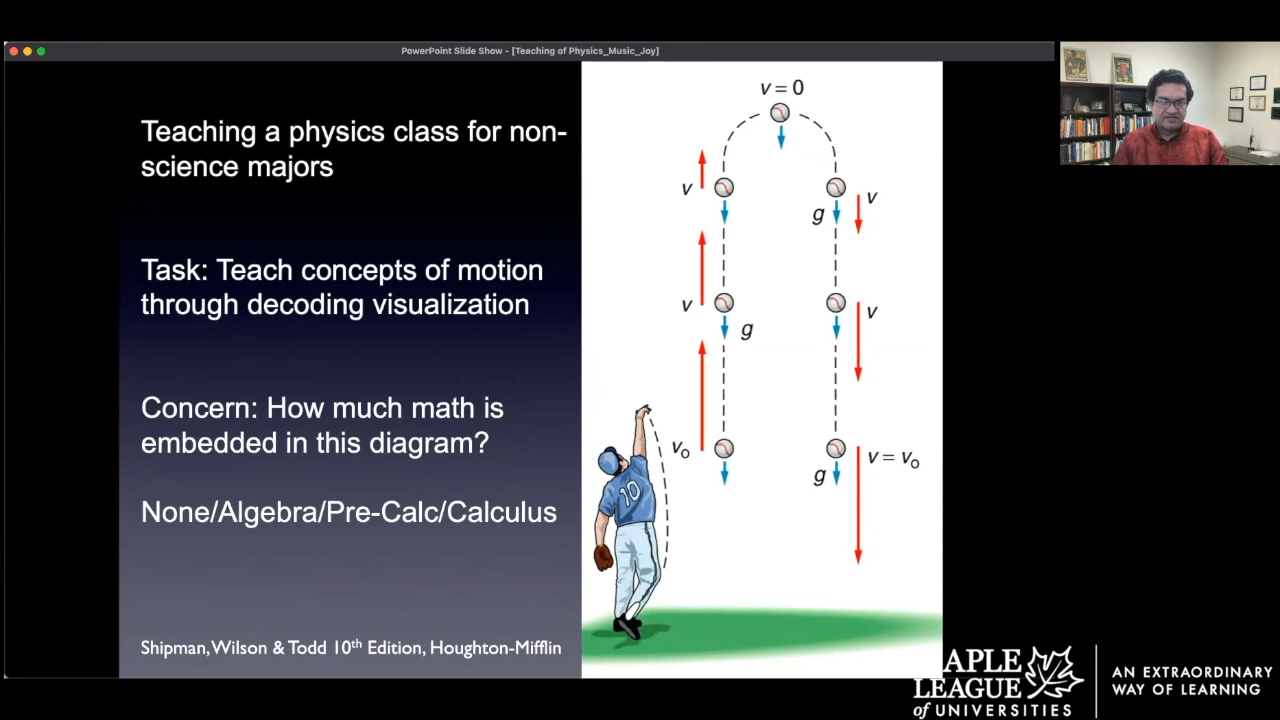 PowerPoint Slide Show - [Teaching of Physics_Music_Joy]
Teaching a physics class for non-
science majors
Task: Teach concepts of motion
through decoding visualization
Concern: How much math is
embedded in this diagram?
None/Algebra/Pre-Calc/Calculus
Shipman, Wilson & Todd 10th Edition, Houghton-Mifflin
v = 0
v
v
g
v
g
v
v₀
g
v = v₀
10
APLE
LEAGUE
of UNIVERSITIES
AN EXTRAORDINARY
WAY OF LEARNING